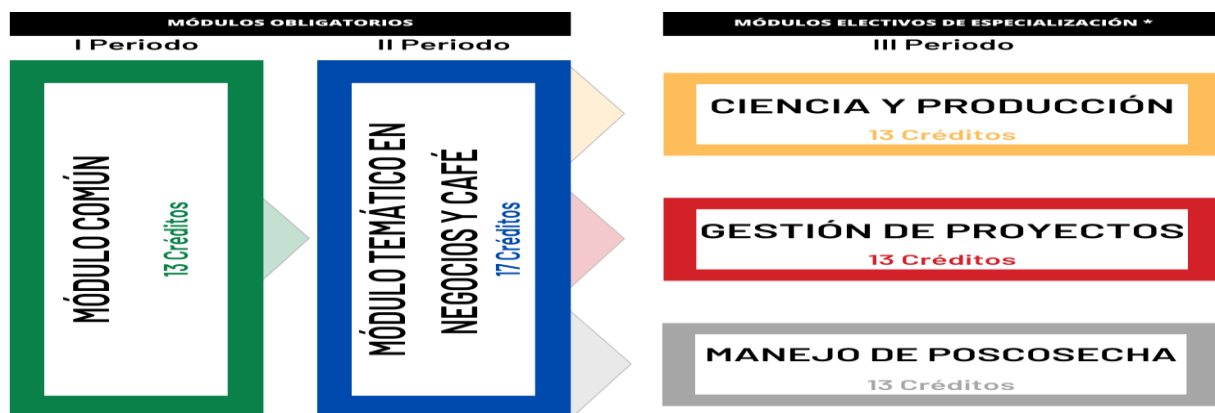 MÓDULOS OBLIGATORIOS
I Periodo
II Periodo
MÓDULO COMÚN
13 Créditos
MÓDULO TEMÁTICO EN
NEGOCIOS Y CAFÉ
17 Créditos
MÓDULOS ELECTIVOS DE ESPECIALIZACIÓN *
III Periodo
CIENCIA Y PRODUCCIÓN
13 Créditos
GESTIÓN DE PROYECTOS
13 Créditos
MANEJO DE POSCOSECHA
13 Créditos